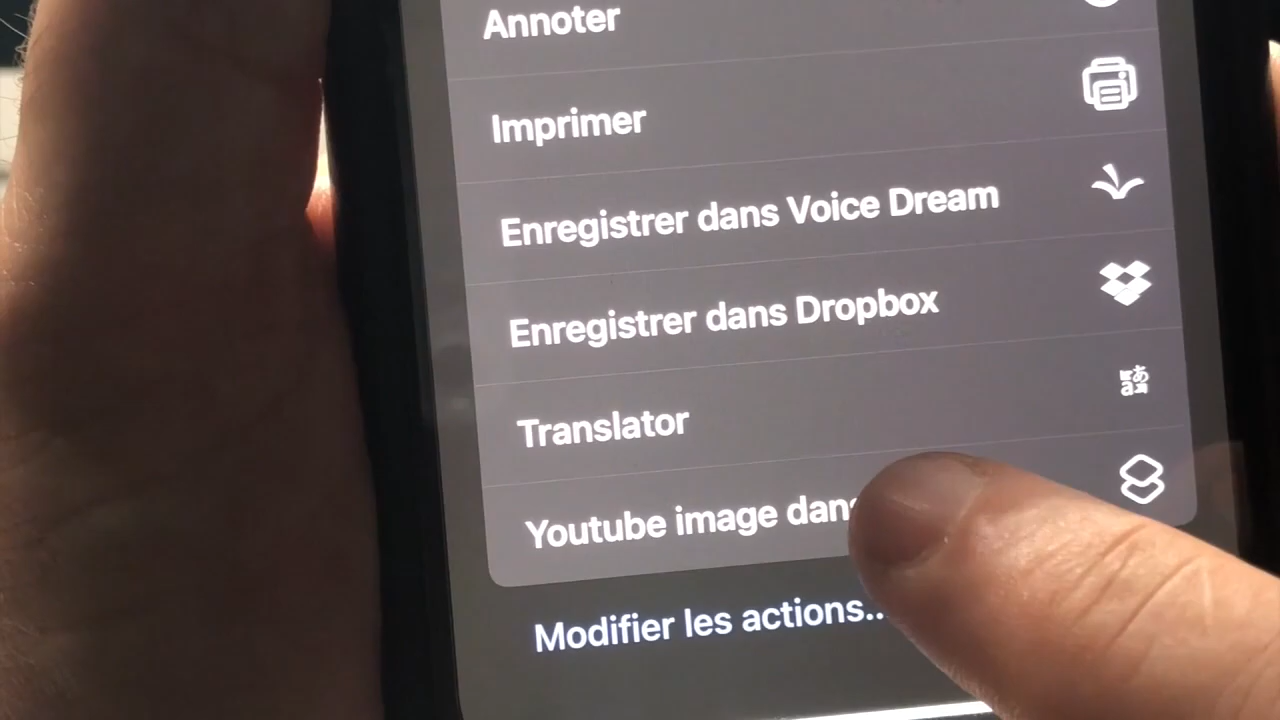 Annoter
Imprimer
Enregistrer dans Voice Dream
Enregistrer dans Dropbox
Translator
Youtube image dans
Modifier les actions...